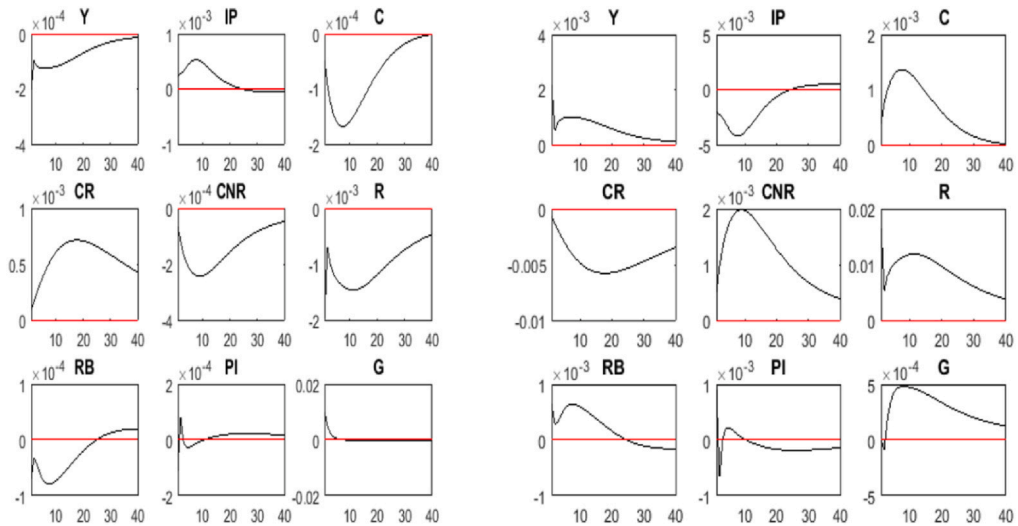 ×10⁻⁴ Y ×10⁻³ IP ×10⁻⁴ C
0 1 0
-2 0 -1
-4 -1 -2
10 20 30 40 10 20 30 40 10 20 30 40
×10⁻³ CR ×10⁻⁴ CNR ×10⁻³ R
1 0 0
0.5 -2 -1
0 -4 -2
10 20 30 40 10 20 30 40 10 20 30 40
×10⁻⁴ RB ×10⁻⁴ PI G
1 2 0.02
0 0 0
-1 -2 -0.02
10 20 30 40 10 20 30 40 10 20 30 40
×10⁻³ Y ×10⁻³ IP ×10⁻³ C
4 5 2
2 0 1
0 -5 0
10 20 30 40 10 20 30 40 10 20 30 40
CR ×10⁻³ CNR R
0 2 0.02
-0.005 1 0.01
-0.01 0 0
10 20 30 40 10 20 30 40 10 20 30 40
×10⁻³ RB ×10⁻³ PI ×10⁻⁴ G
1 1 5
0 0 0
-1 -1 -5
10 20 30 40 10 20 30 40 10 20 30 40